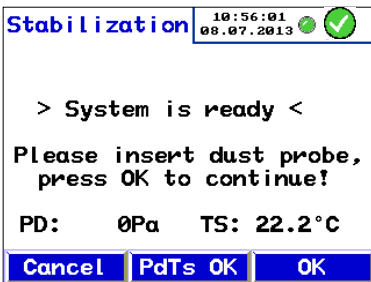 Stabilization 10:56:01
08.07.2013
> System is ready <
Please insert dust probe,
press OK to continue!
PD: 0Pa TS: 22.2°C
Cancel PdTs OK OK